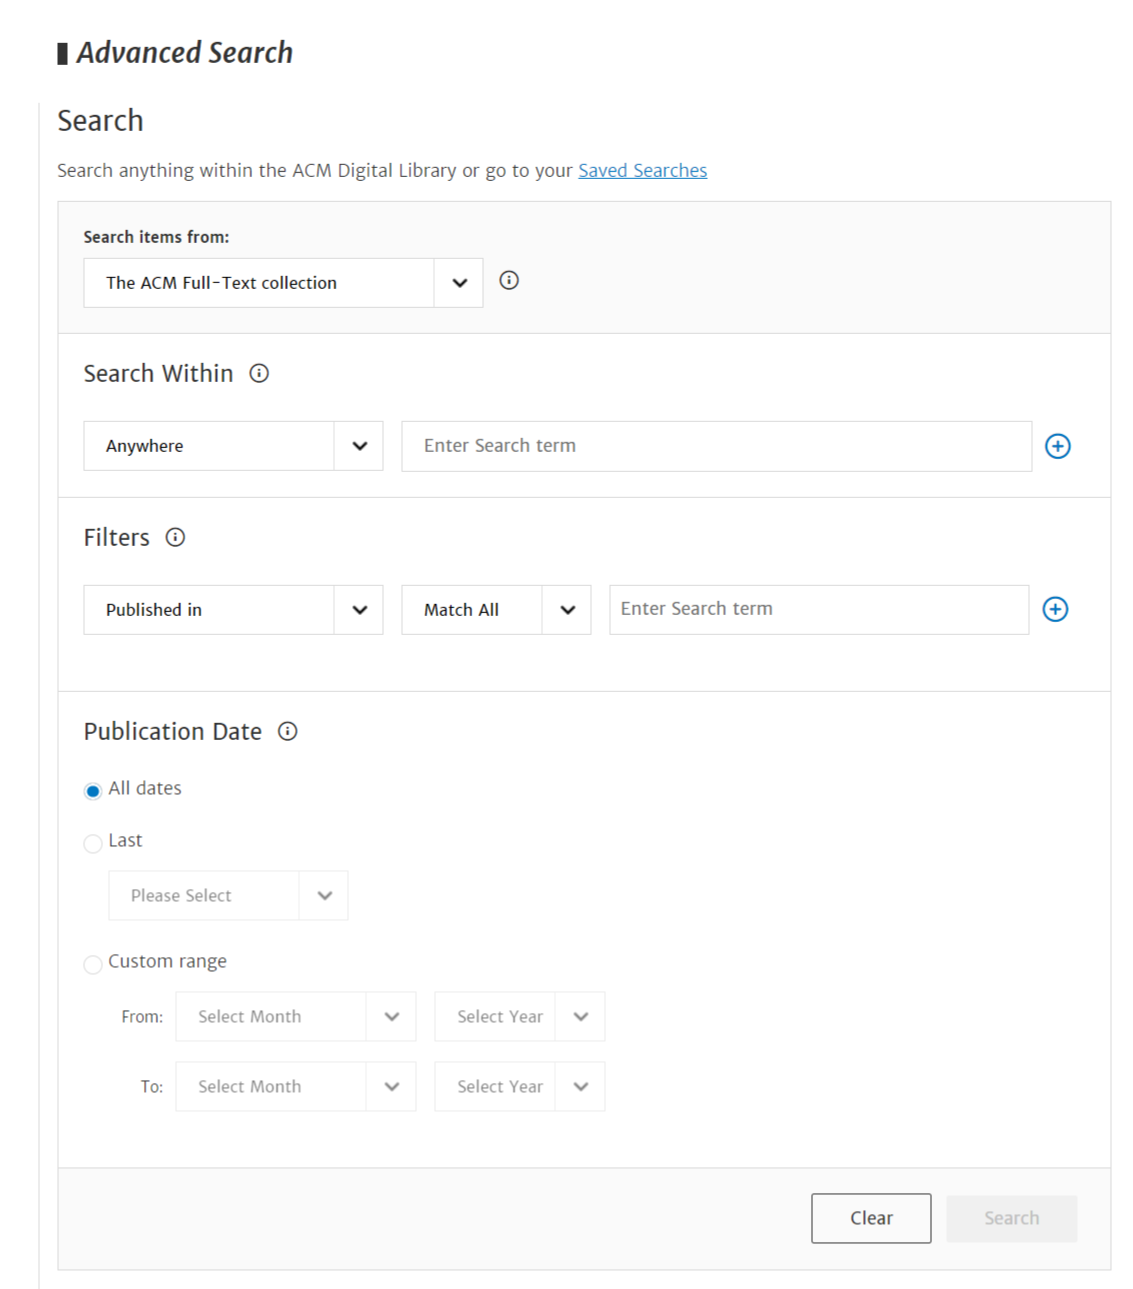 Advanced Search
Search
Search anything within the ACM Digital Library or go to your Saved Searches
Search items from:
The ACM Full-Text collection
Search Within
Anywhere Enter Search term
Filters
Published in Match All Enter Search term
Publication Date
All dates
Last
Please Select
Custom range
From: Select Month Select Year
To: Select Month Select Year
Clear Search